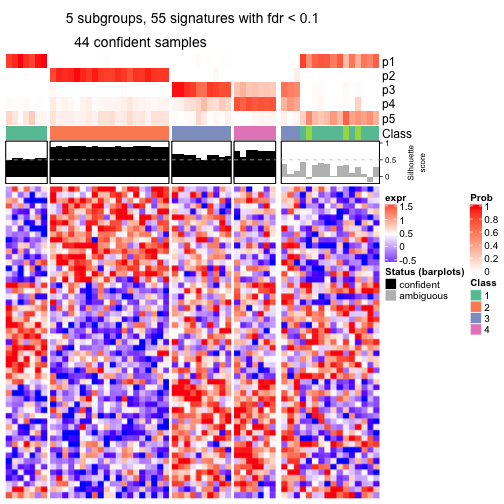 5 subgroups, 55 signatures with fdr < 0.1
44 confident samples
p1
p2
p3
p4
p5
Class
1
0.5
0
Silhouette
score
expr
1.5
1
0.5
0
-0.5
Status (barplots)
confident
ambiguous
Prob
1
0.8
0.6
0.4
0.2
0
Class
1
2
3
4